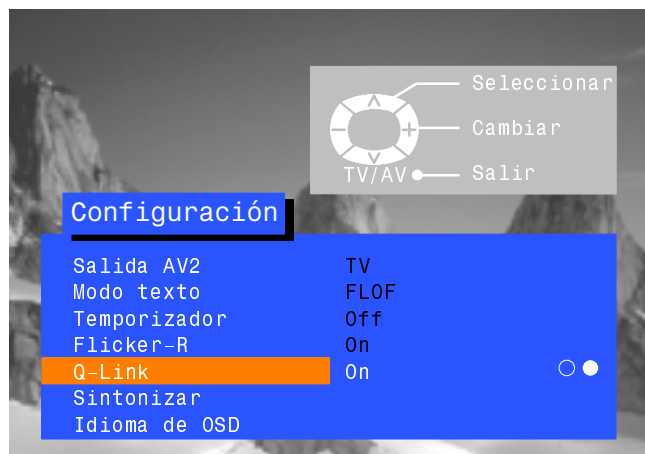 Seleccionar
Cambiar
TV/AV Salir
Configuración
Salida AV2 TV
Modo texto FLOF
Temporizador Off
Flicker-R On
Q-Link On
Sintonizar
Idioma de OSD